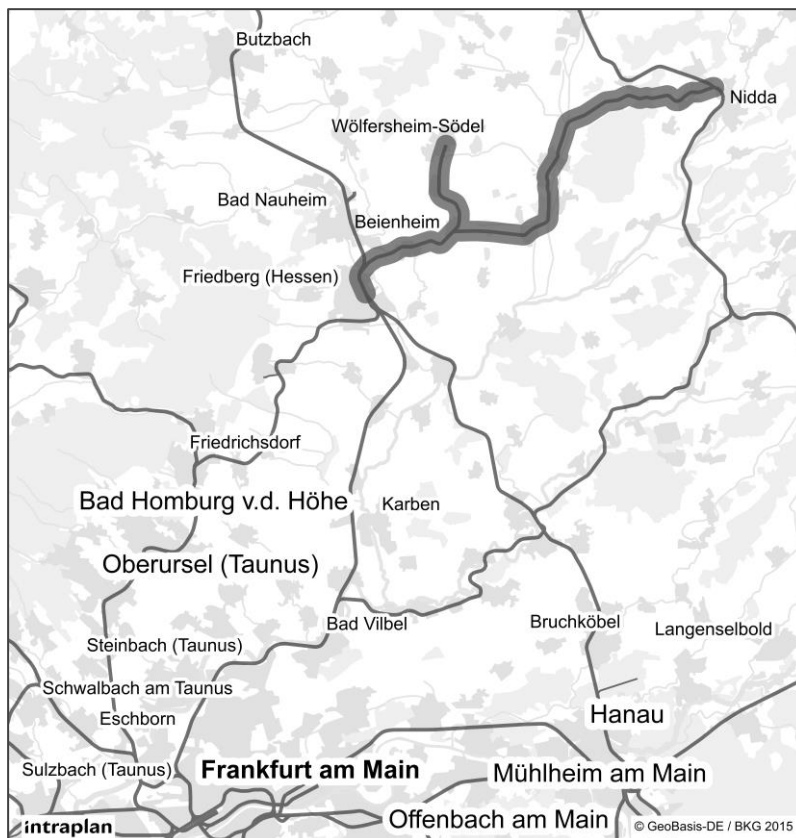 Butzbach
Nidda
Wölfersheim-Södel
Bad Nauheim
Beienheim
Friedberg (Hessen)
Friedrichsdorf
Bad Homburg v.d. Höhe
Karben
Oberursel (Taunus)
Bad Vilbel
Bruchköbel
Langenselbold
Steinbach (Taunus)
Schwalbach am Taunus
Eschborn
Hanau
Sulzbach (Taunus)
Frankfurt am Main
Mühlheim am Main
Offenbach am Main
intraplan
© GeoBasis-DE / BKG 2015